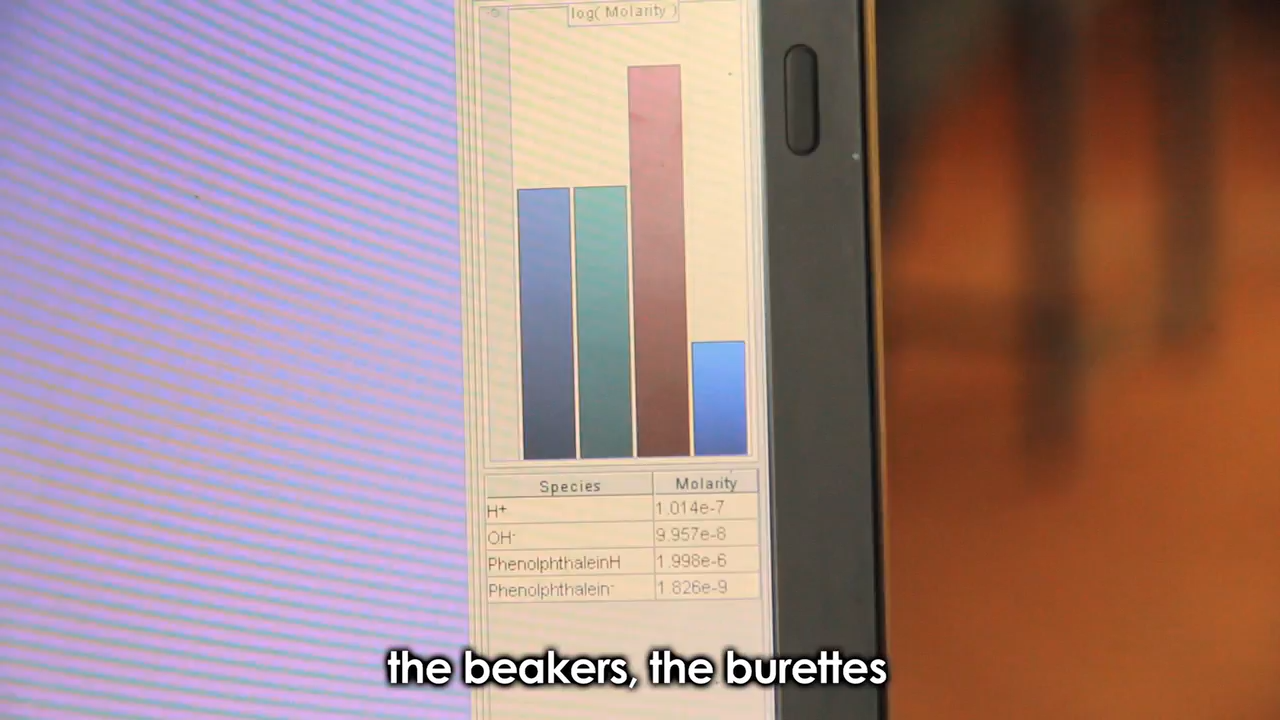 log( Molarity )
Species Molarity
H+ 1.014e-7
OH- 9.957e-8
PhenolphthaleinH 1.998e-6
Phenolphthalein- 1.826e-9
the beakers, the burettes